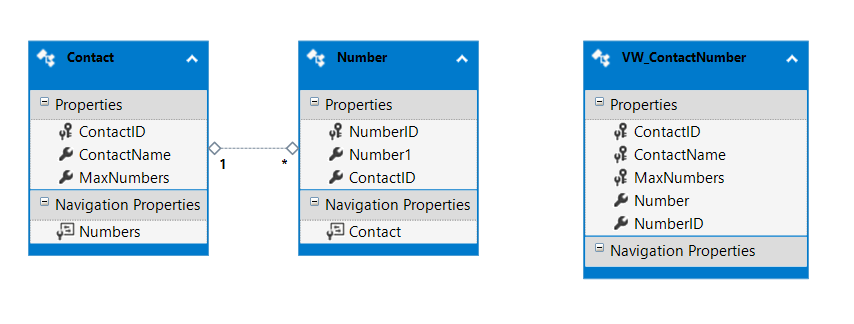 Contact
Properties
ContactID
ContactName
MaxNumbers
Navigation Properties
Numbers
1
*
Number
Properties
NumberID
Number1
ContactID
Navigation Properties
Contact
VW_ContactNumber
Properties
ContactID
ContactName
MaxNumbers
Number
NumberID
Navigation Properties